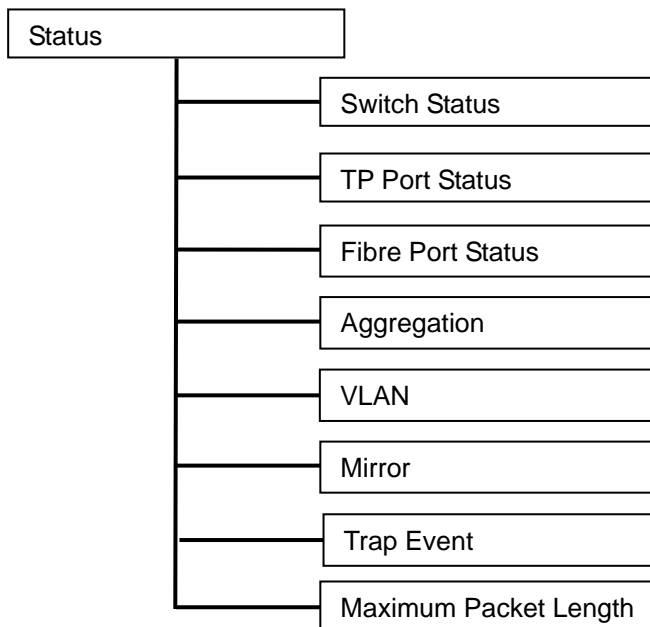 Status
Switch Status
TP Port Status
Fibre Port Status
Aggregation
VLAN
Mirror
Trap Event
Maximum Packet Length